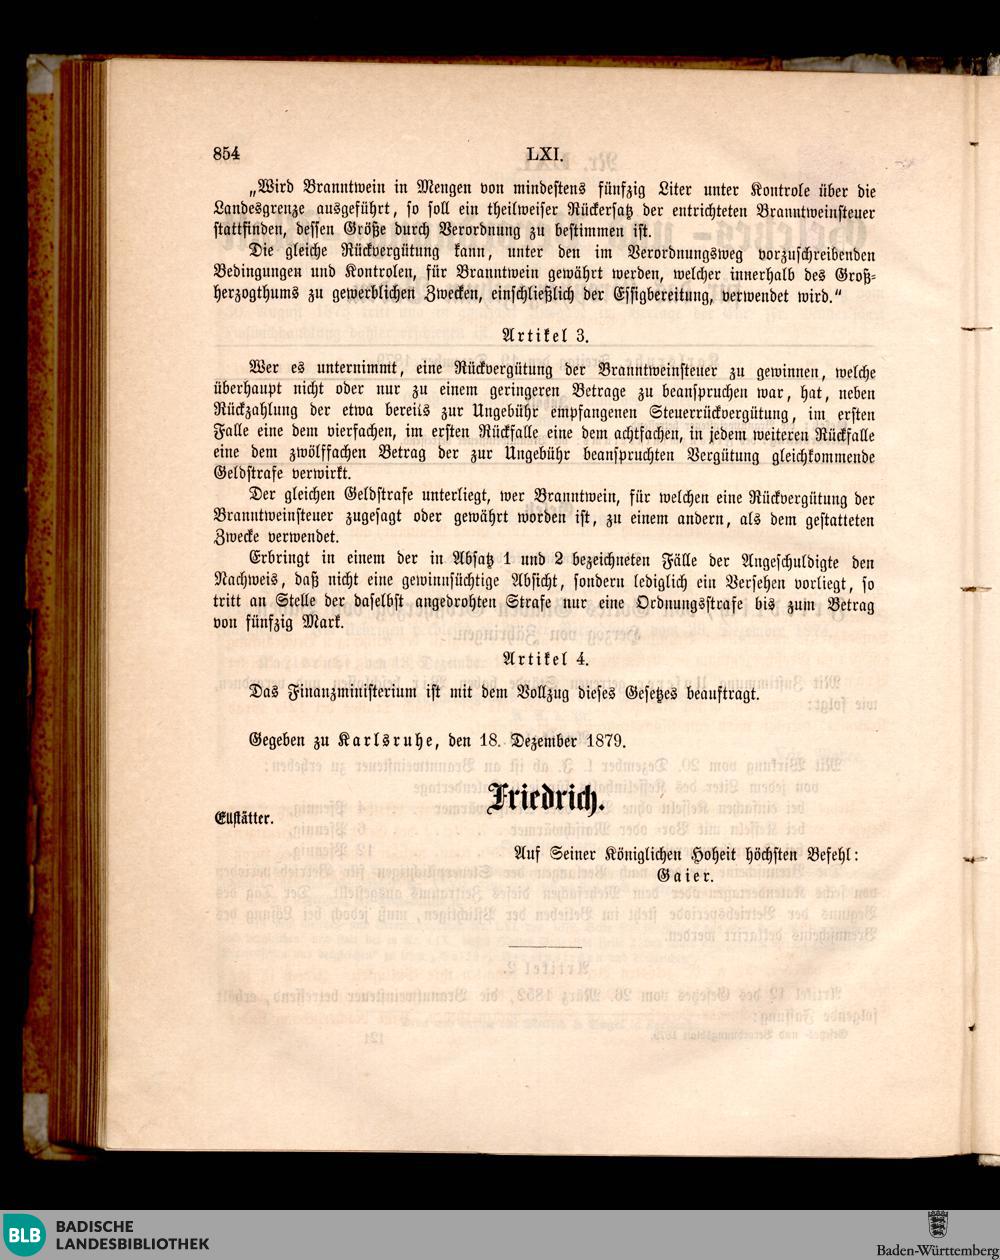 854
LXI.
„Wird Branntwein in Mengen von mindestens fünfzig Liter unter Kontrole über die
Landesgrenze ausgeführt, so soll ein theilweiser Rückersatz der entrichteten Branntweinsteuer
stattfinden, dessen Größe durch Verordnung zu bestimmen ist.
Die gleiche Rückvergütung kann, unter den im Verordnungsweg vorzuschreibenden
Bedingungen und Kontrolen, für Branntwein gewährt werden, welcher innerhalb des Groß-
herzogthums zu gewerblichen Zwecken, einschließlich der Essigbereitung, verwendet wird."
Artikel 3.
Wer es unternimmt, eine Rückvergütung der Branntweinsteuer zu gewinnen, welche
überhaupt nicht oder nur zu einem geringeren Betrage zu beanspruchen war, hat, neben
Rückzahlung der etwa bereits zur Ungebühr empfangenen Steuerrückvergütung, im ersten
Falle eine dem vierfachen, im ersten Rückfalle eine dem achtfachen, in jedem weiteren Rückfalle
eine dem zwölffachen Betrag der zur Ungebühr beanspruchten Vergütung gleichkommende
Geldstrafe verwirkt.
Der gleichen Geldstrafe unterliegt, wer Branntwein, für welchen eine Rückvergütung der
Branntweinsteuer zugesagt oder gewährt worden ist, zu einem andern, als dem gestatteten
Zwecke verwendet.
Erbringt in einem der in Absatz 1 und 2 bezeichneten Fälle der Angeschuldigte den
Nachweis, daß nicht eine gewinnsüchtige Absicht, sondern lediglich ein Versehen vorliegt, so
tritt an Stelle der daselbst angedrohten Strafe nur eine Ordnungsstrafe bis zum Betrag
von fünfzig Mark.
Artikel 4.
Das Finanzministerium ist mit dem Vollzug dieses Gesetzes beauftragt.
Gegeben zu Karlsruhe, den 18. Dezember 1879.
Friedrich.
Ellstätter.
Auf Seiner Königlichen Hoheit höchsten Befehl:
Gaier.
BLB
BADISCHE
LANDESBIBLIOTHEK
Baden-Württemberg